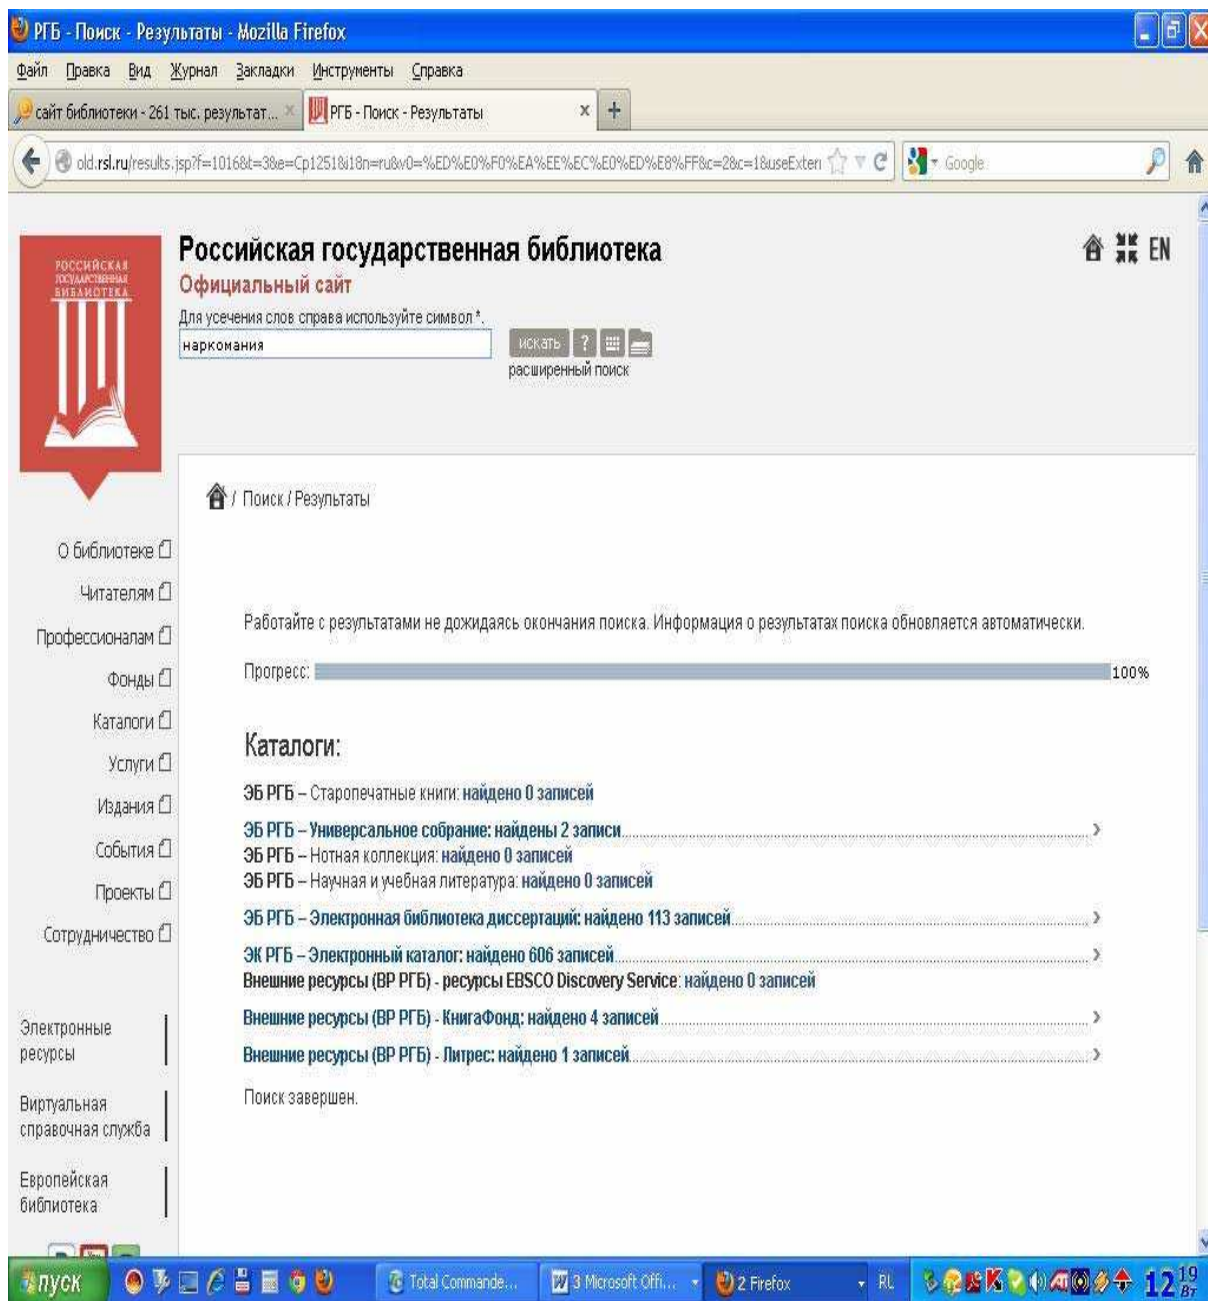 РГБ - Поиск - Результаты - Mozilla Firefox
Файл Правка Вид Журнал Закладки Инструменты Справка
сайт библиотеки - 261 тыс. результат... РГБ - Поиск - Результаты
old.rsl.ru/results.jsp?f=1016&t=3&e=Cp1251&i18n=ru&v0=%ED%E0%F0%EA%EE%EC%E0%ED%E8%FF&c=2&c=1&useExtern Google
РОССИЙСКАЯ
ГОСУДАРСТВЕННАЯ
БИБЛИОТЕКА
Российская государственная библиотека
EN
Официальный сайт
Для усечения слов справа используйте символ *.
наркомания
искать ?
расширенный поиск
/ Поиск / Результаты
О библиотеке
Читателям
Профессионалам
Фонды
Каталоги
Услуги
Издания
События
Проекты
Сотрудничество
Электронные
ресурсы
Виртуальная
справочная служба
Европейская
библиотека
Работайте с результатами не дожидаясь окончания поиска. Информация о результатах поиска обновляется автоматически.
Прогресс: 100%
Каталоги:
ЭБ РГБ – Старопечатные книги: найдено 0 записей
ЭБ РГБ – Универсальное собрание: найдены 2 записи
ЭБ РГБ – Нотная коллекция: найдено 0 записей
ЭБ РГБ – Научная и учебная литература: найдено 0 записей
ЭБ РГБ – Электронная библиотека диссертаций: найдено 113 записей
ЭК РГБ – Электронный каталог: найдено 606 записей
Внешние ресурсы (ВР РГБ) - ресурсы EBSCO Discovery Service: найдено 0 записей
Внешние ресурсы (ВР РГБ) - КнигаФонд: найдено 4 записей
Внешние ресурсы (ВР РГБ) - Литрес: найдено 1 записей
Поиск завершен.
пуск Total Commande... 3 Microsoft Offi... 2 Firefox RL 12 19 Вт